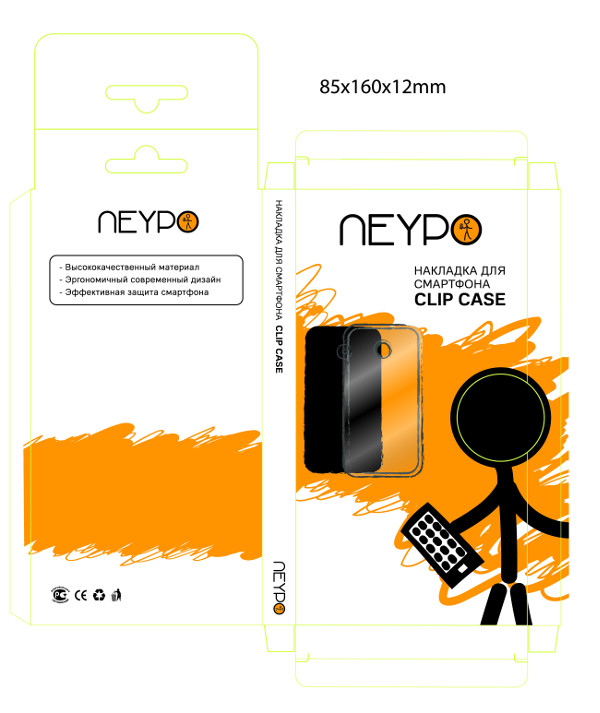 85x160x12mm
NEYPO
- Высококачественный материал
- Эргономичный современный дизайн
- Эффективная защита смартфона
НАКЛАДКА ДЛЯ СМАРТФОНА CLIP CASE
NEYPO
NEYPO
НАКЛАДКА ДЛЯ
СМАРТФОНА
CLIP CASE
РС CE